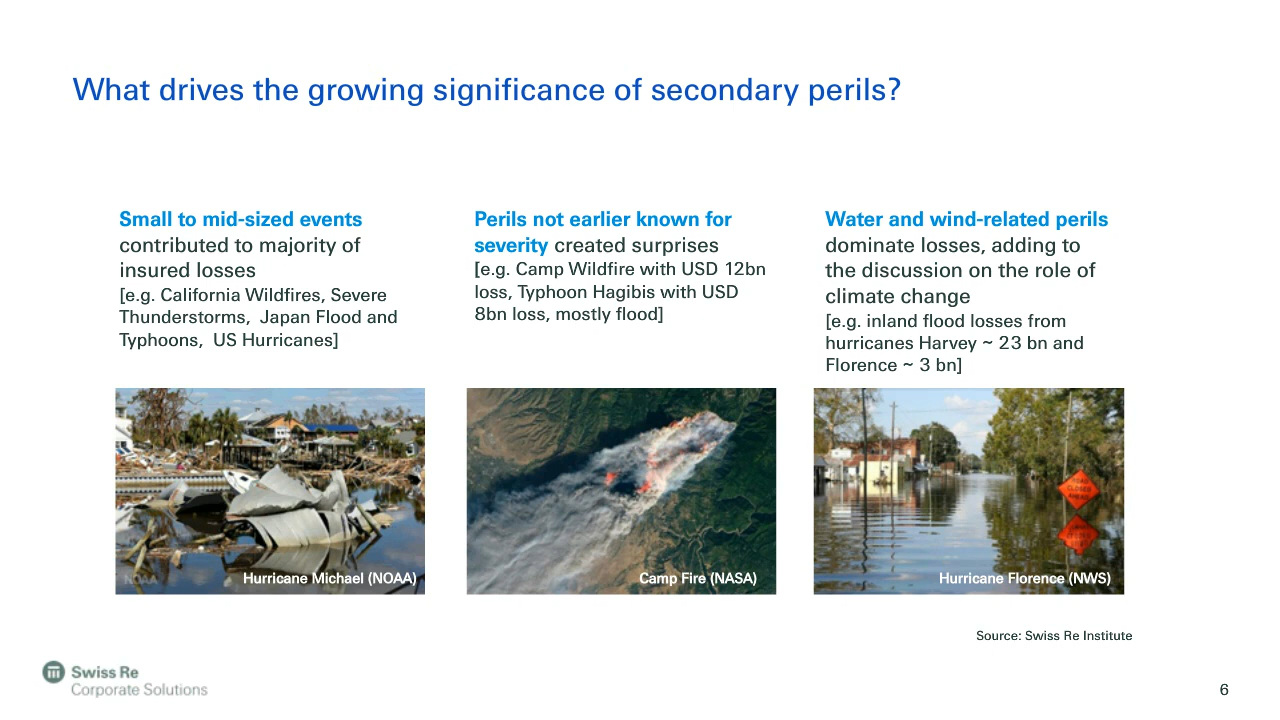 What drives the growing significance of secondary perils?
Small to mid-sized events
contributed to majority of
insured losses
[e.g. California Wildfires, Severe
Thunderstorms,  Japan Flood and
Typhoons,  US Hurricanes]
Perils not earlier known for
severity created surprises
[e.g. Camp Wildfire with USD 12bn
loss, Typhoon Hagibis with USD
8bn loss, mostly flood]
Water and wind-related perils
dominate losses, adding to
the discussion on the role of
climate change
[e.g. inland flood losses from
hurricanes Harvey ~ 23 bn and
Florence ~ 3 bn]
NOAA
Hurricane Michael (NOAA)
Camp Fire (NASA)
ROAD
CLOSED
AHEAD
Hurricane Florence (NWS)
Source: Swiss Re Institute
Swiss Re
Corporate Solutions
6